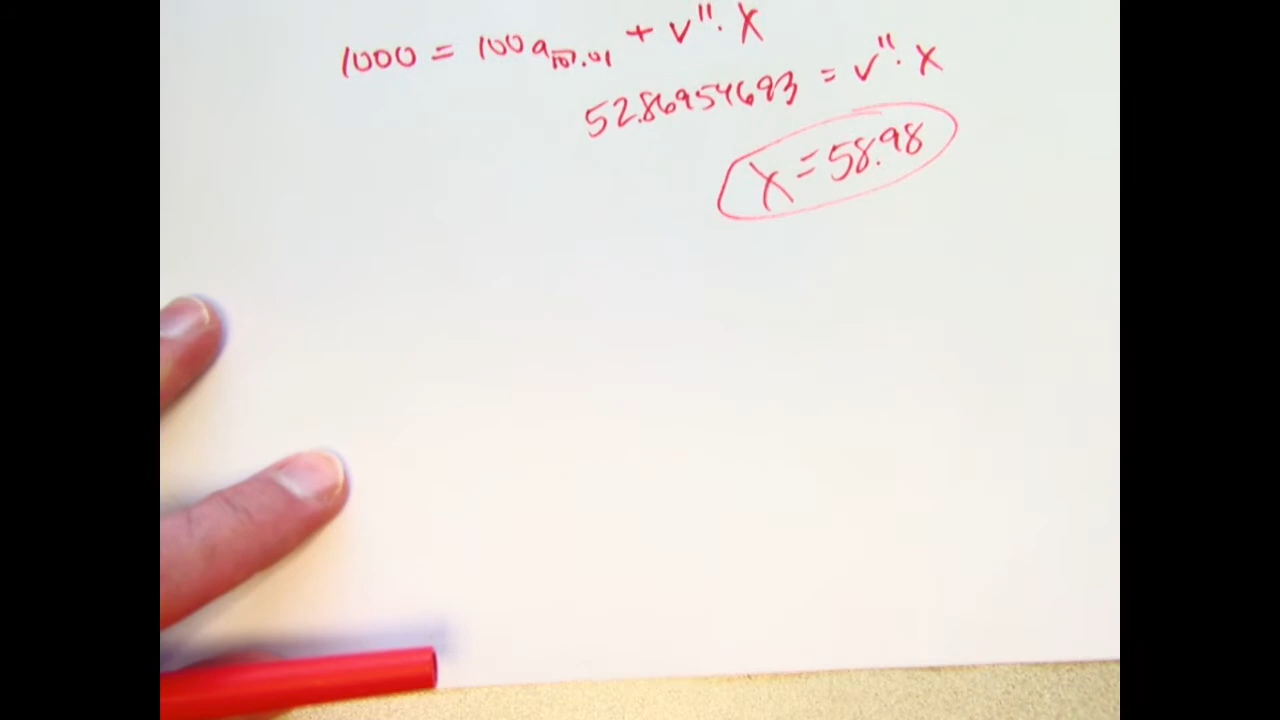 1000 = 100a₁₀⌝.₀₁ + v¹¹ · X
52.86954693 = v¹¹ · X
X = 58.98